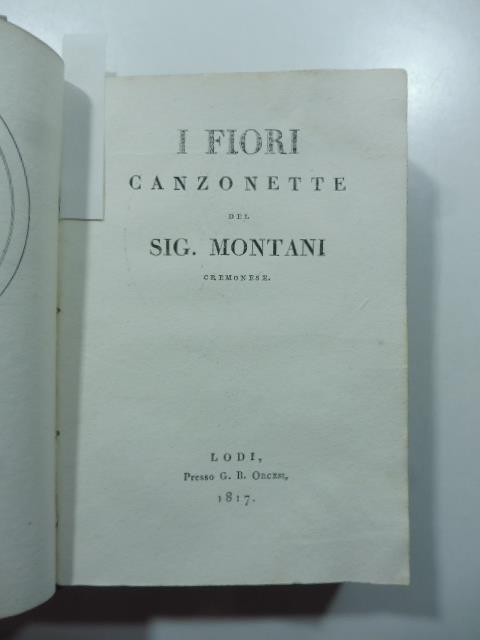 I FIORI
CANZONETTE
DEL
SIG. MONTANI
CREMONESE.
LODI,
Presso G. B. ORCESI,
1817.